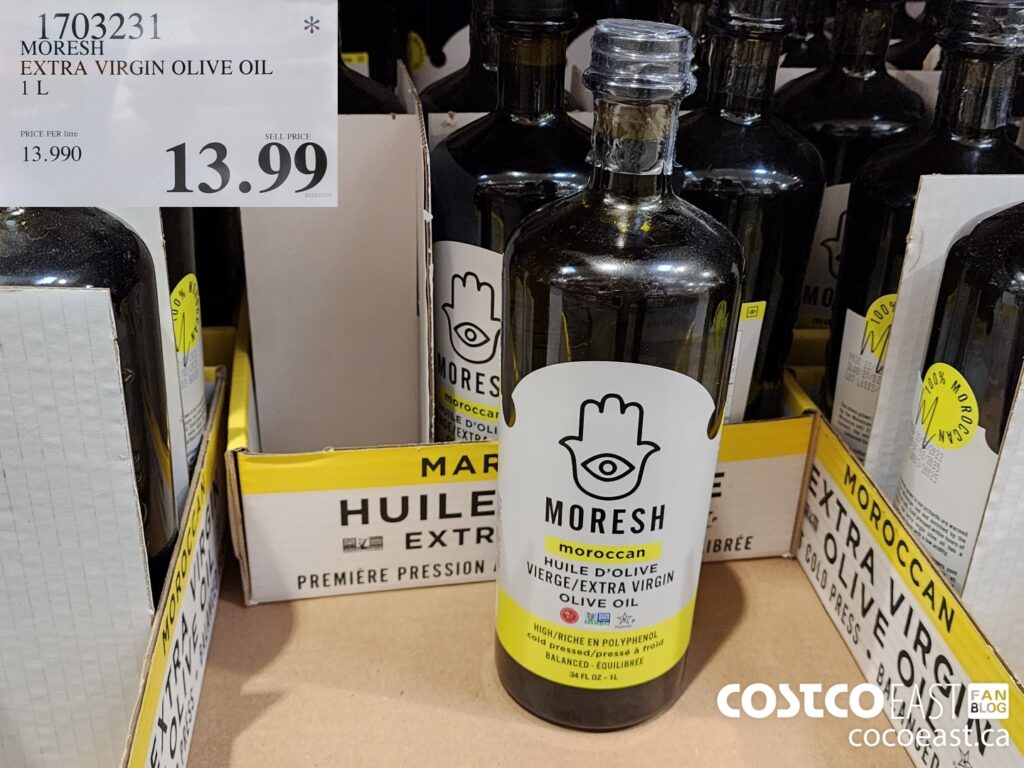 1703231 *
MORESH
EXTRA VIRGIN OLIVE OIL
1 L
PRICE PER litre
13.990
SELL PRICE
13.99
MORESH
moroccan
HUILE D'OLIVE
VIERGE/EXTRA VIRGIN
OLIVE OIL
HIGH/RICHE EN POLYPHENOL
cold pressed/pressé à froid
BALANCED · ÉQUILIBRÉE
34 FL OZ - 1L
MORESH
moroccan
MAR
HUILE
EXTR
PREMIÈRE PRESSION
MOROCCAN
EXTRA VIRGIN
OLIVE
MOROCCAN
EXTRA VIRGIN
OLIVE OIL
COLD PRESS
100% MOROCCAN
COSTCO EAST FAN BLOG
cocoeast.ca